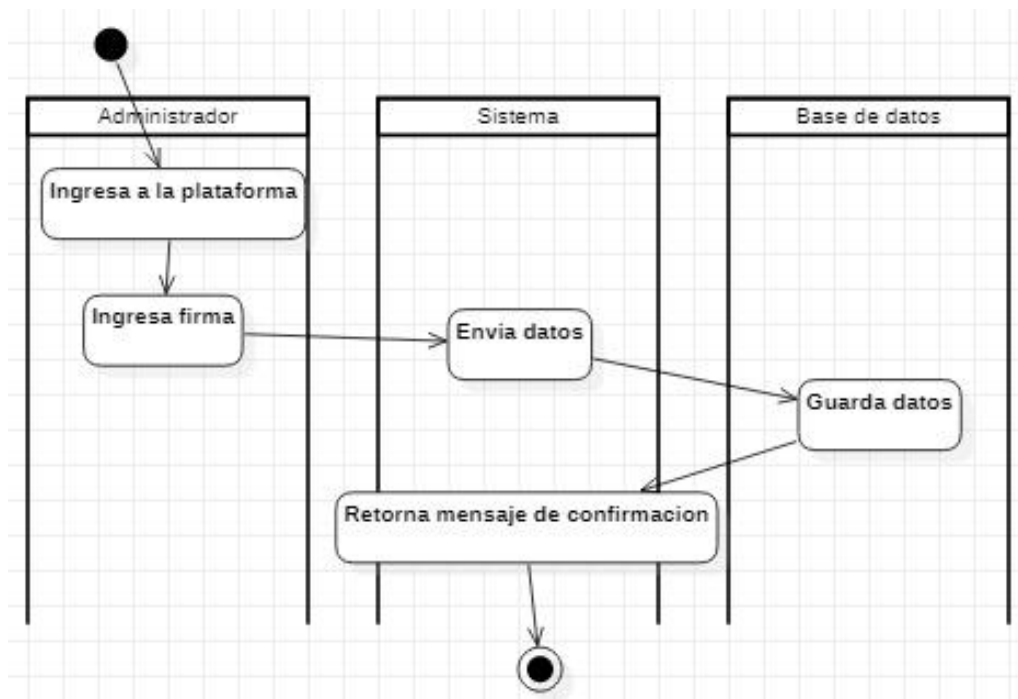 Administrador
Sistema
Base de datos
Ingresa a la plataforma
Ingresa firma
Envia datos
Guarda datos
Retorna mensaje de confirmacion